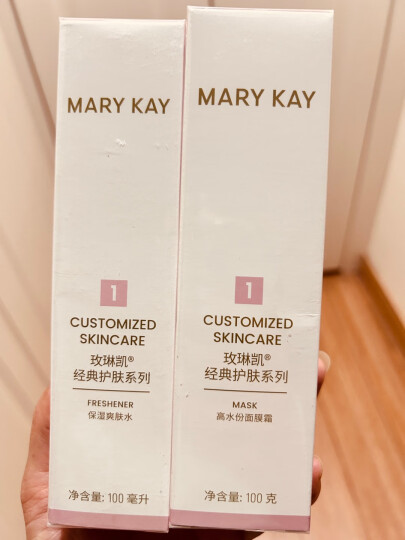 MARY KAY
1
CUSTOMIZED
SKINCARE
玫琳凯®
经典护肤系列
FRESHENER
保湿爽肤水
净含量: 100 毫升
MARY KAY
1
CUSTOMIZED
SKINCARE
玫琳凯®
经典护肤系列
MASK
高水份面膜霜
净含量: 100 克